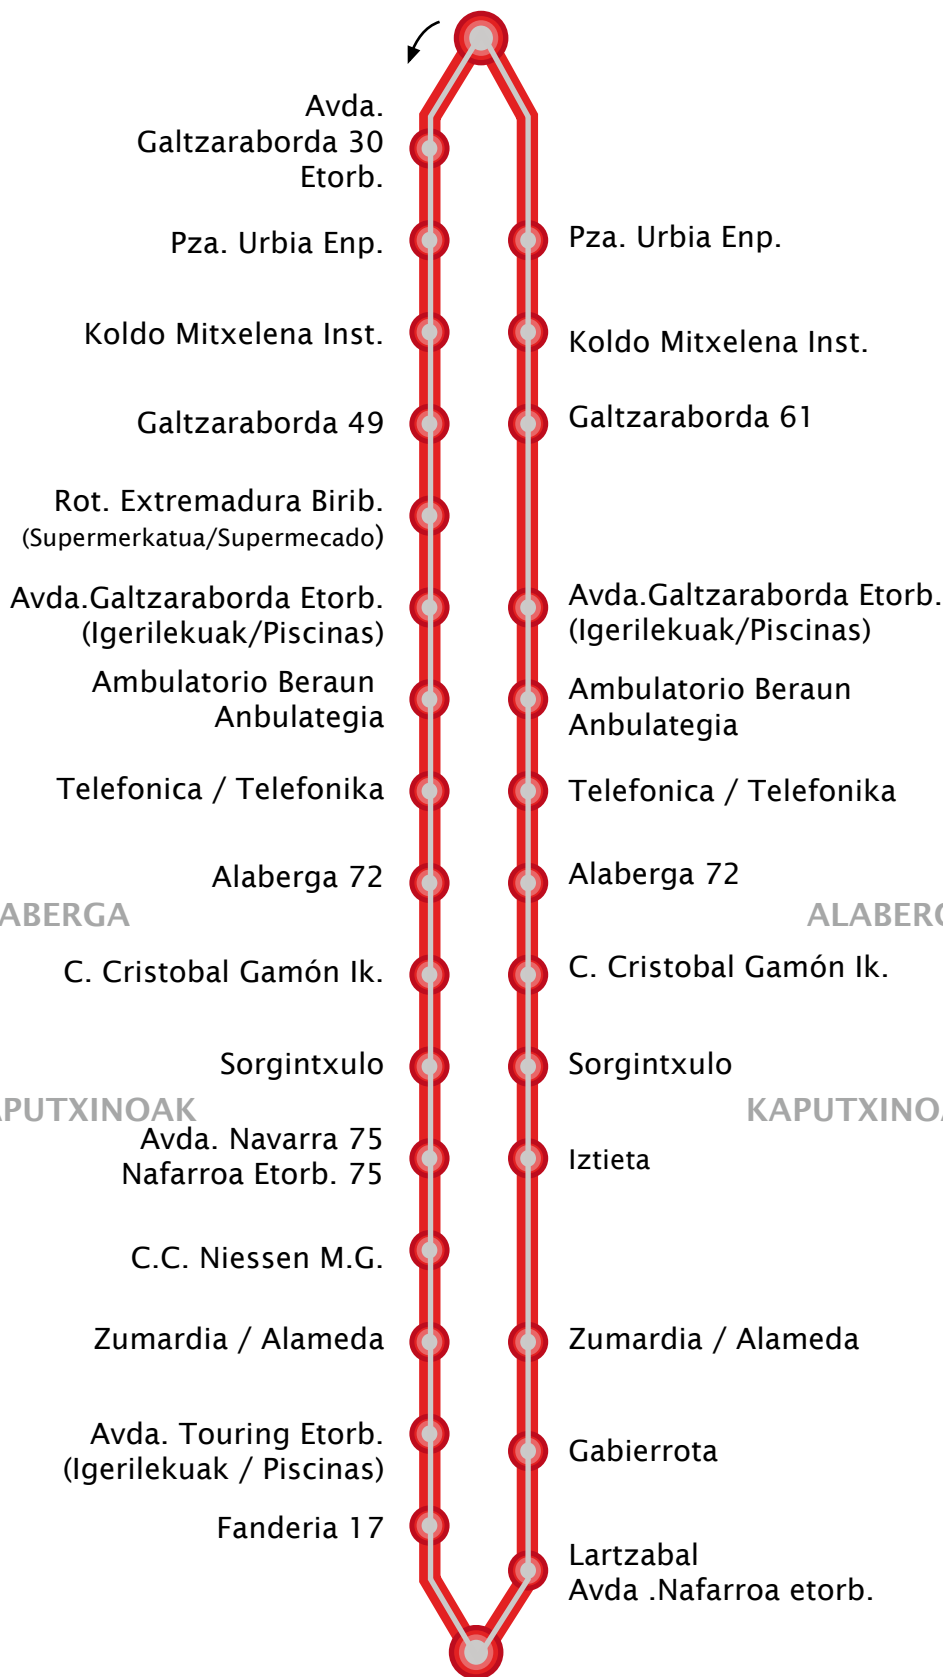 Avda.
Galtzaraborda 30
Etorb.
Pza. Urbia Enp.
Koldo Mitxelena Inst.
Galtzaraborda 49
Rot. Extremadura Birib.
(Supermerkatua/Supermecado)
Avda.Galtzaraborda Etorb.
(Igerilekuak/Piscinas)
Ambulatorio Beraun
Anbulategia
Telefonica / Telefonika
Alaberga 72
ABERGA
C. Cristobal Gamón Ik.
Sorgintxulo
PUTXINOAK
Avda. Navarra 75
Nafarroa Etorb. 75
C.C. Niessen M.G.
Zumardia / Alameda
Avda. Touring Etorb.
(Igerilekuak / Piscinas)
Fanderia 17
Pza. Urbia Enp.
Koldo Mitxelena Inst.
Galtzaraborda 61
Avda.Galtzaraborda Etorb.
(Igerilekuak/Piscinas)
Ambulatorio Beraun
Anbulategia
Telefonica / Telefonika
Alaberga 72
ALABERG
C. Cristobal Gamón Ik.
Sorgintxulo
KAPUTXINOA
Iztieta
Zumardia / Alameda
Gabierrota
Lartzabal
Avda .Nafarroa etorb.